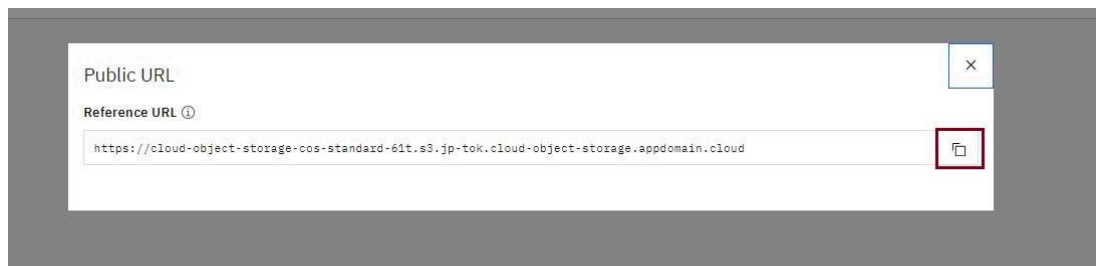 Public URL
Reference URL
https://cloud-object-storage-cos-standard-61t.s3.jp-tok.cloud-object-storage.appdomain.cloud